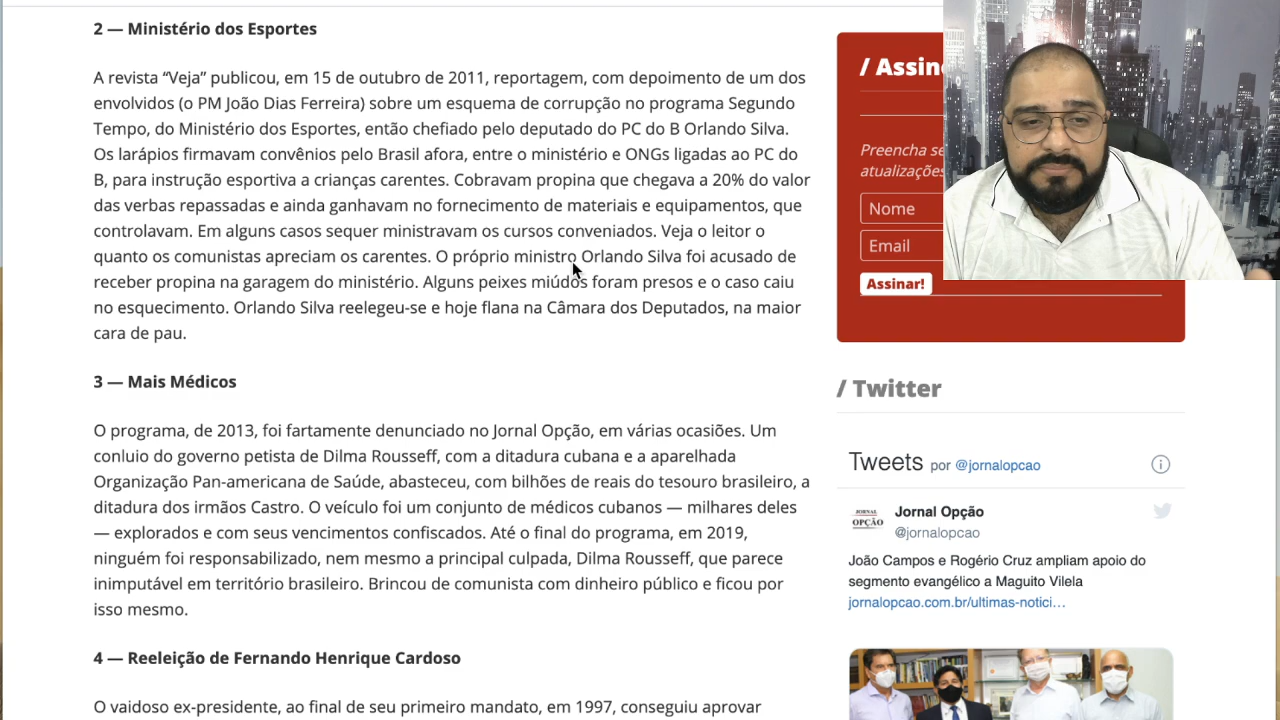 2 — Ministério dos Esportes
A revista “Veja” publicou, em 15 de outubro de 2011, reportagem, com depoimento de um dos
envolvidos (o PM João Dias Ferreira) sobre um esquema de corrupção no programa Segundo
Tempo, do Ministério dos Esportes, então chefiado pelo deputado do PC do B Orlando Silva.
Os larápios firmavam convênios pelo Brasil afora, entre o ministério e ONGs ligadas ao PC do
B, para instrução esportiva a crianças carentes. Cobravam propina que chegava a 20% do valor
das verbas repassadas e ainda ganhavam no fornecimento de materiais e equipamentos, que
controlavam. Em alguns casos sequer ministravam os cursos conveniados. Veja o leitor o
quanto os comunistas apreciam os carentes. O próprio ministro Orlando Silva foi acusado de
receber propina na garagem do ministério. Alguns peixes miúdos foram presos e o caso caiu
no esquecimento. Orlando Silva reelegeu-se e hoje flana na Câmara dos Deputados, na maior
cara de pau.
3 — Mais Médicos
O programa, de 2013, foi fartamente denunciado no Jornal Opção, em várias ocasiões. Um
conluio do governo petista de Dilma Rousseff, com a ditadura cubana e a aparelhada
Organização Pan-americana de Saúde, abasteceu, com bilhões de reais do tesouro brasileiro, a
ditadura dos irmãos Castro. O veículo foi um conjunto de médicos cubanos — milhares deles
— explorados e com seus vencimentos confiscados. Até o final do programa, em 2019,
ninguém foi responsabilizado, nem mesmo a principal culpada, Dilma Rousseff, que parece
inimputável em território brasileiro. Brincou de comunista com dinheiro público e ficou por
isso mesmo.
4 — Reeleição de Fernando Henrique Cardoso
O vaidoso ex-presidente, ao final de seu primeiro mandato, em 1997, conseguiu aprovar
/ Assin
Preencha se
atualizações
Nome
Email
Assinar!
/ Twitter
Tweets por @jornalopcao
JORNAL
OPÇÃO
Jornal Opção
@jornalopcao
João Campos e Rogério Cruz ampliam apoio do
segmento evangélico a Maguito Vilela
jornalopcao.com.br/ultimas-notici…